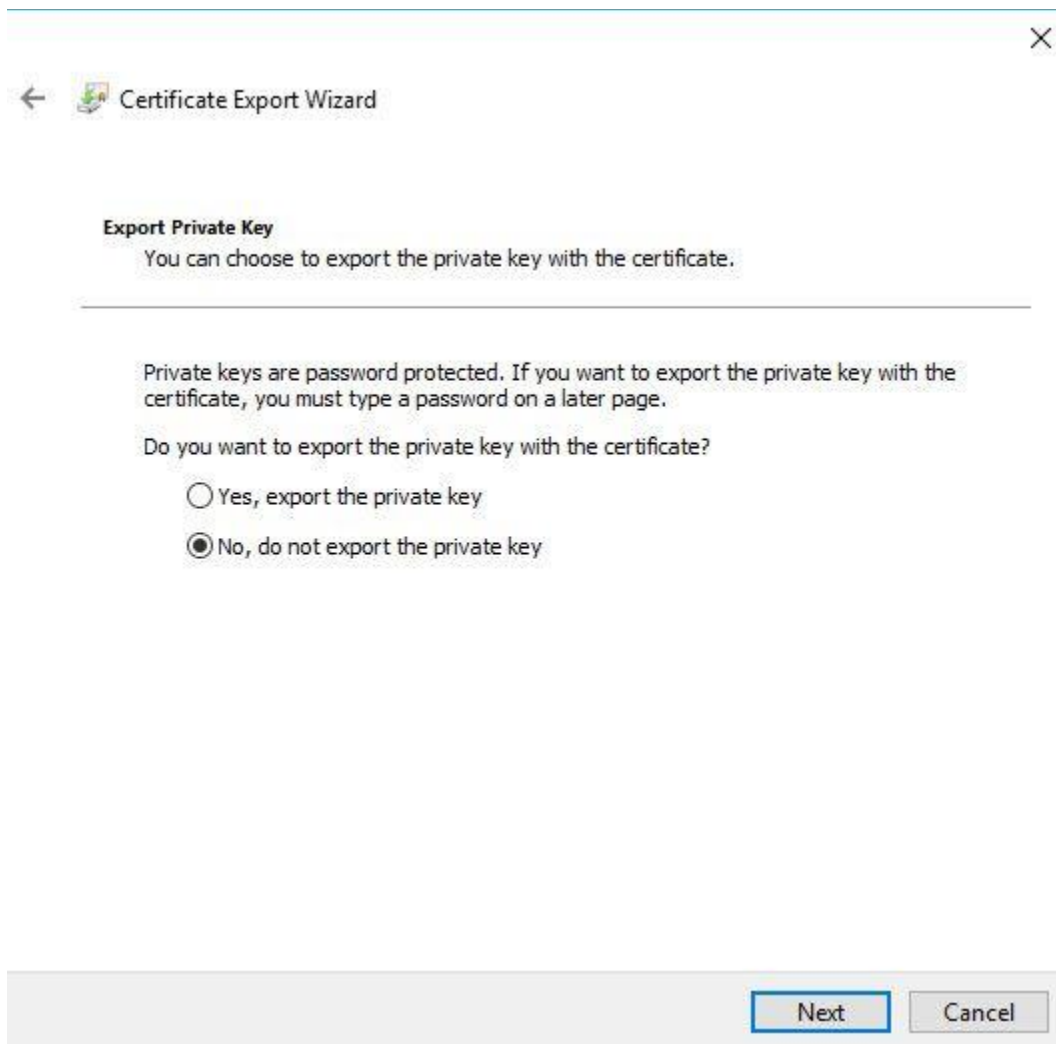 Certificate Export Wizard
Export Private Key
You can choose to export the private key with the certificate.
Private keys are password protected. If you want to export the private key with the
certificate, you must type a password on a later page.
Do you want to export the private key with the certificate?
Yes, export the private key
No, do not export the private key
Next
Cancel